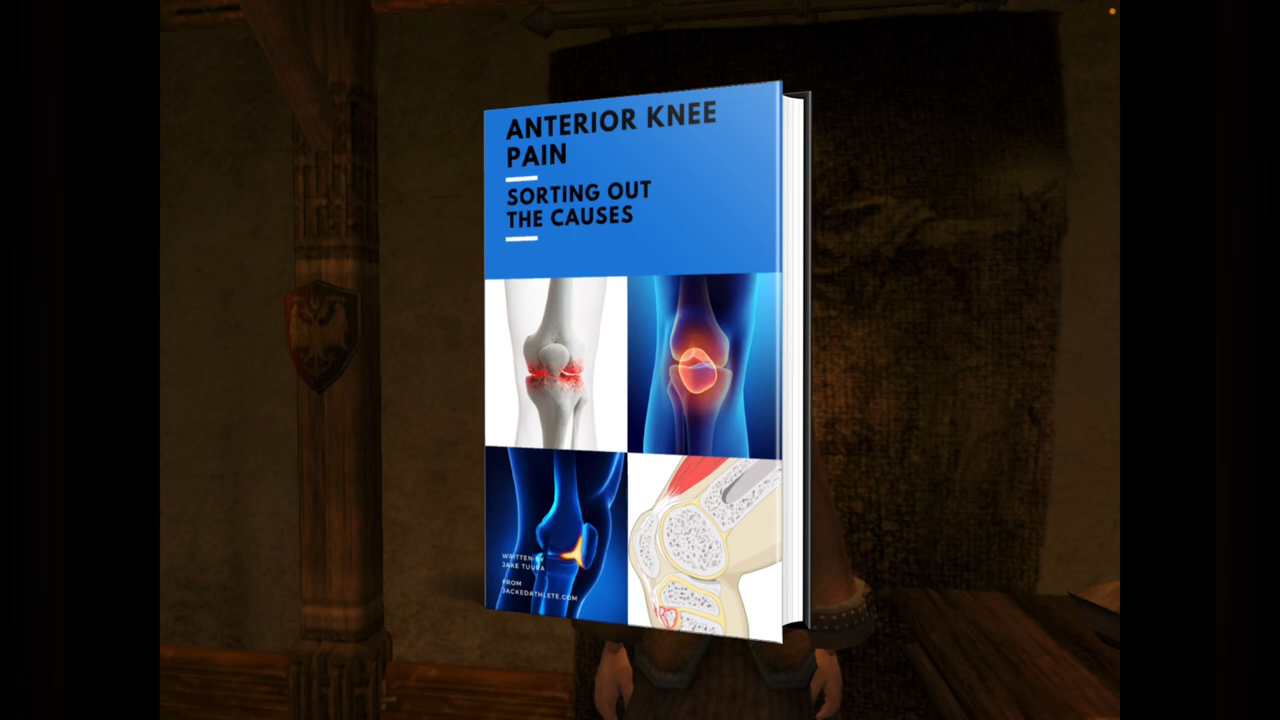 ANTERIOR KNEE
PAIN
SORTING OUT
THE CAUSES
WRITTEN BY
JAKE TUURA
FROM
JACKEDATHLETE.COM